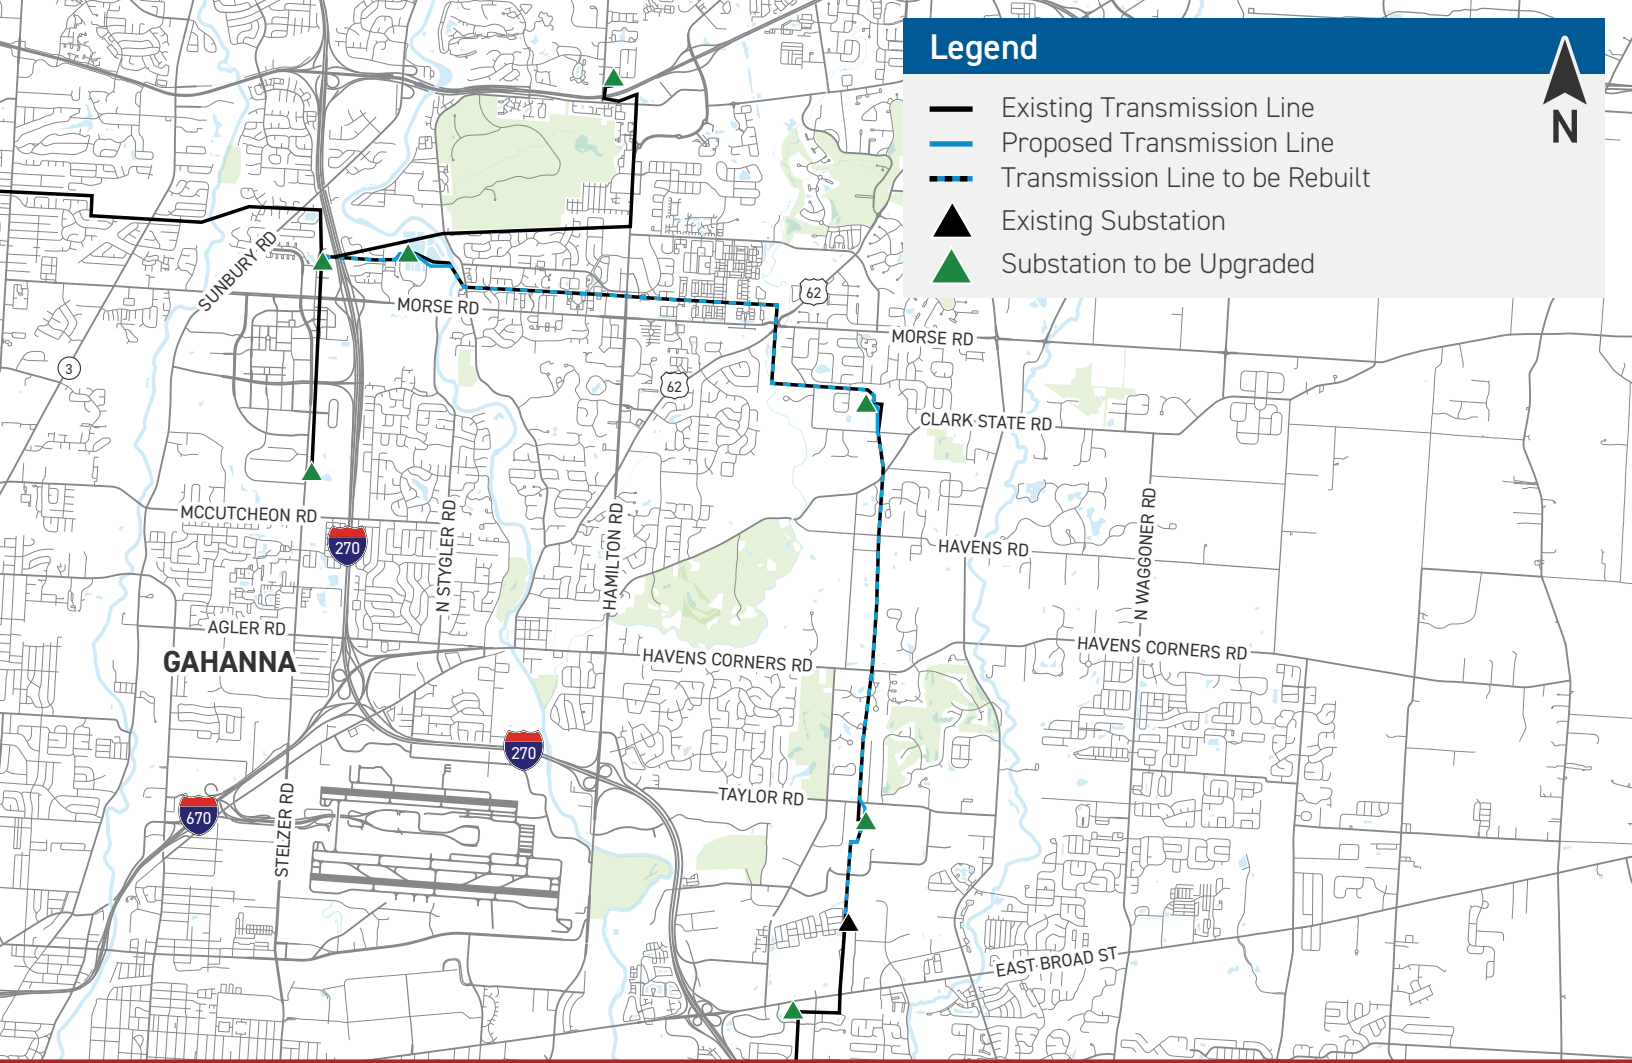 Legend
N
Existing Transmission Line
Proposed Transmission Line
Transmission Line to be Rebuilt
Existing Substation
Substation to be Upgraded
SUNBURY RD
MORSE RD
62
MORSE RD
3
62
CLARK STATE RD
MCCUTCHEON RD
270
N STYGLER RD
HAMILTON RD
HAVENS RD
N WAGGONER RD
AGLER RD
GAHANNA
HAVENS CORNERS RD
HAVENS CORNERS RD
270
TAYLOR RD
670
STELZER RD
EAST BROAD ST